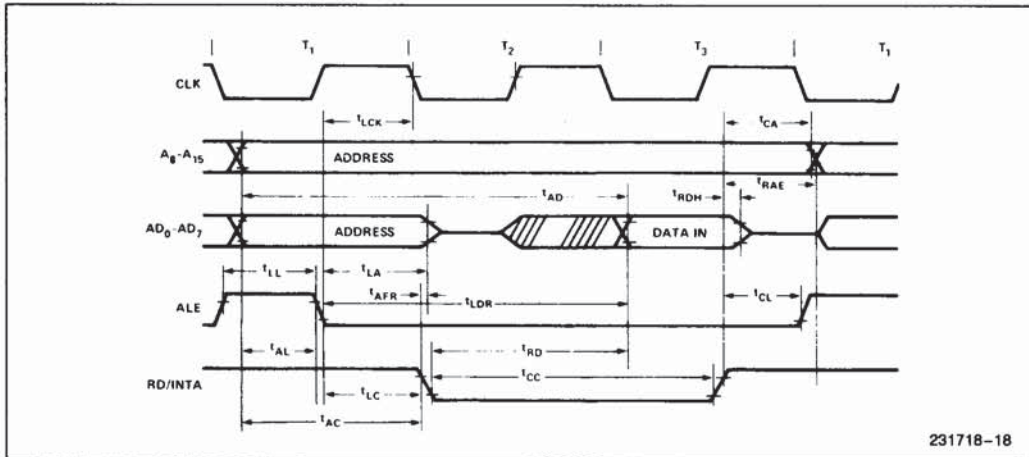 T1 T2 T3 T1
CLK
tLCK tCA
A8-A15 ADDRESS
tRAE
tAD tRDH
AD0-AD7 ADDRESS DATA IN
tLL tLA
tAFR tLDR tCL
ALE
tAL tRD
tCC
RD/INTA
tLC
tAC
231718-18